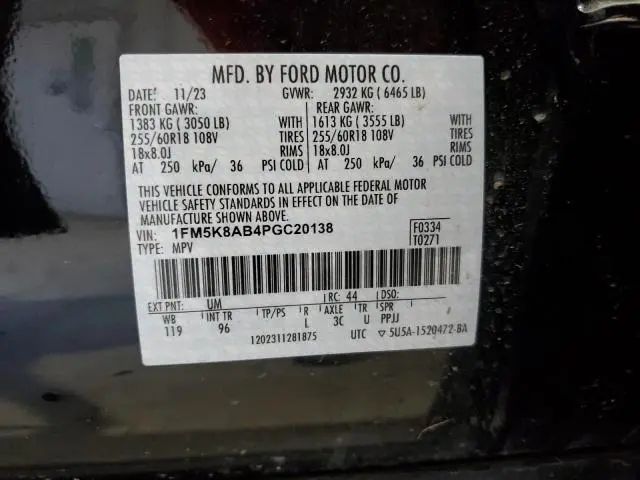 MFD. BY FORD MOTOR CO.
DATE: 11/23 GVWR: 2932 KG ( 6465 LB)
FRONT GAWR: REAR GAWR:
1383 KG ( 3050 LB) WITH 1613 KG ( 3555 LB) WITH
255/60R18 108V TIRES 255/60R18 108V TIRES
18x8.0J RIMS 18x8.0J RIMS
AT 250 kPa/ 36 PSI COLD AT 250 kPa/ 36 PSI COLD
THIS VEHICLE CONFORMS TO ALL APPLICABLE FEDERAL MOTOR
VEHICLE SAFETY STANDARDS IN EFFECT ON THE DATE OF
MANUFACTURE SHOWN ABOVE.
VIN: 1FM5K8AB4PGC20138 F0334
TYPE: MPV T0271
EXT PNT: UM RC: 44 DSO:
WB INT TR TP/PS R AXLE TR SPR
119 96 L 3C U PPJJ
1202311281875 UTC ▽ 5U5A-1520472-BA